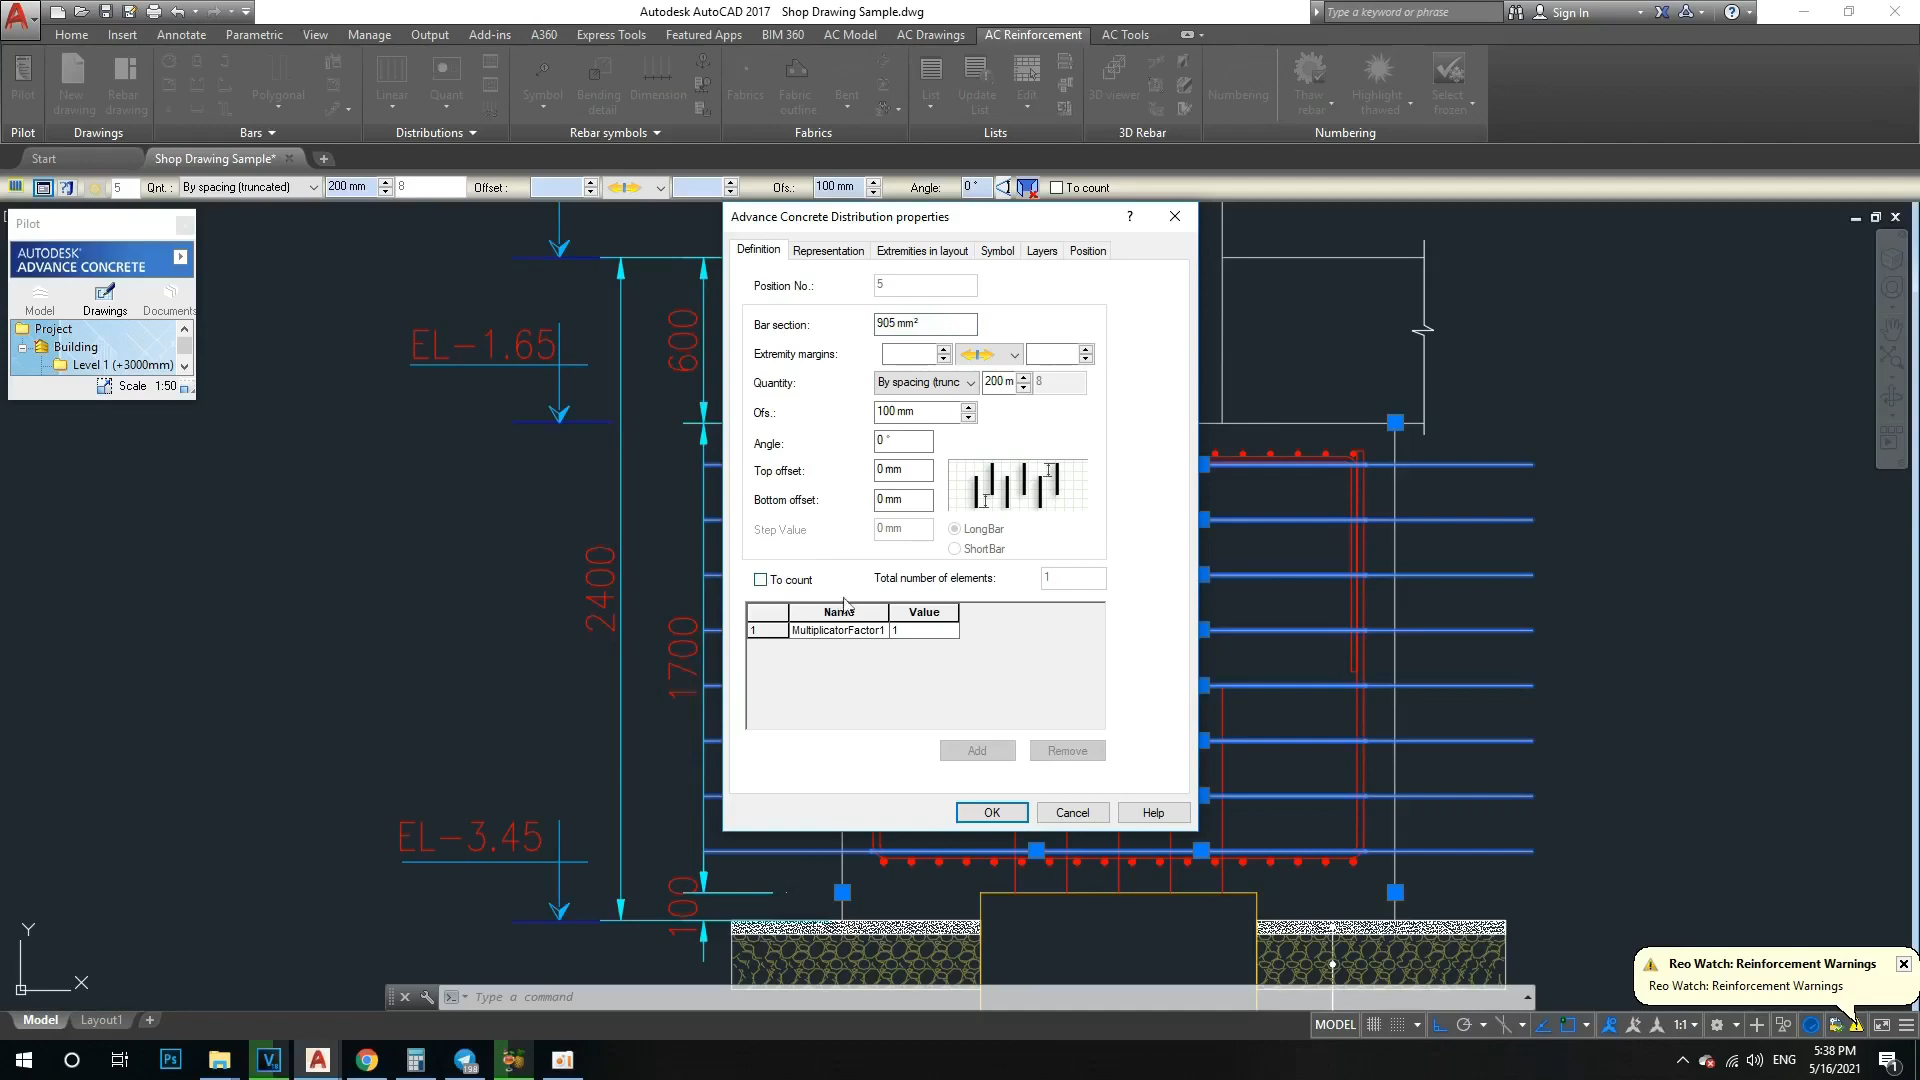 Autodesk AutoCAD 2017 Shop Drawing Sample.dwg
Type a keyword or phrase
Sign In
Home Insert Annotate Parametric View Manage Output Add-ins A360 Express Tools Featured Apps BIM 360 AC Model AC Drawings AC Reinforcement AC Tools
Pilot
New drawing
Rebar drawing
Polygonal
Linear
Quant
Symbol
Bending detail
Dimension
Fabrics
Fabric outline
Bent
List
Update List
Edit
3D viewer
Numbering
Thaw rebar
Highlight thawed
Select frozen
Pilot Drawings Bars Distributions Rebar symbols Fabrics Lists 3D Rebar Numbering
Start Shop Drawing Sample*
5 Qnt.: By spacing (truncated) 200 mm 8 Offset: Ofs.: 100 mm Angle: 0° To count
Pilot
AUTODESK®
ADVANCE CONCRETE
Model Drawings Documents
Project
Building
Level 1 (+3000mm)
Scale 1:50
Advance Concrete Distribution properties ?
Definition Representation Extremities in layout Symbol Layers Position
Position No.: 5
Bar section: 905 mm²
Extremity margins:
Quantity: By spacing (trunc 200 m 8
Ofs.: 100 mm
Angle: 0 °
Top offset: 0 mm
Bottom offset: 0 mm
Step Value 0 mm
LongBar
ShortBar
To count Total number of elements: 1
Name Value
1 MultiplicatorFactor1 1
Add Remove
OK Cancel Help
EL-1.65
600
2400
1700
EL-3.45
100
Y
X
Type a command
Reo Watch: Reinforcement Warnings
Reo Watch: Reinforcement Warnings
Model Layout1
MODEL 1:1
Ps
V
A
198
ENG
5:38 PM
5/16/2021
1